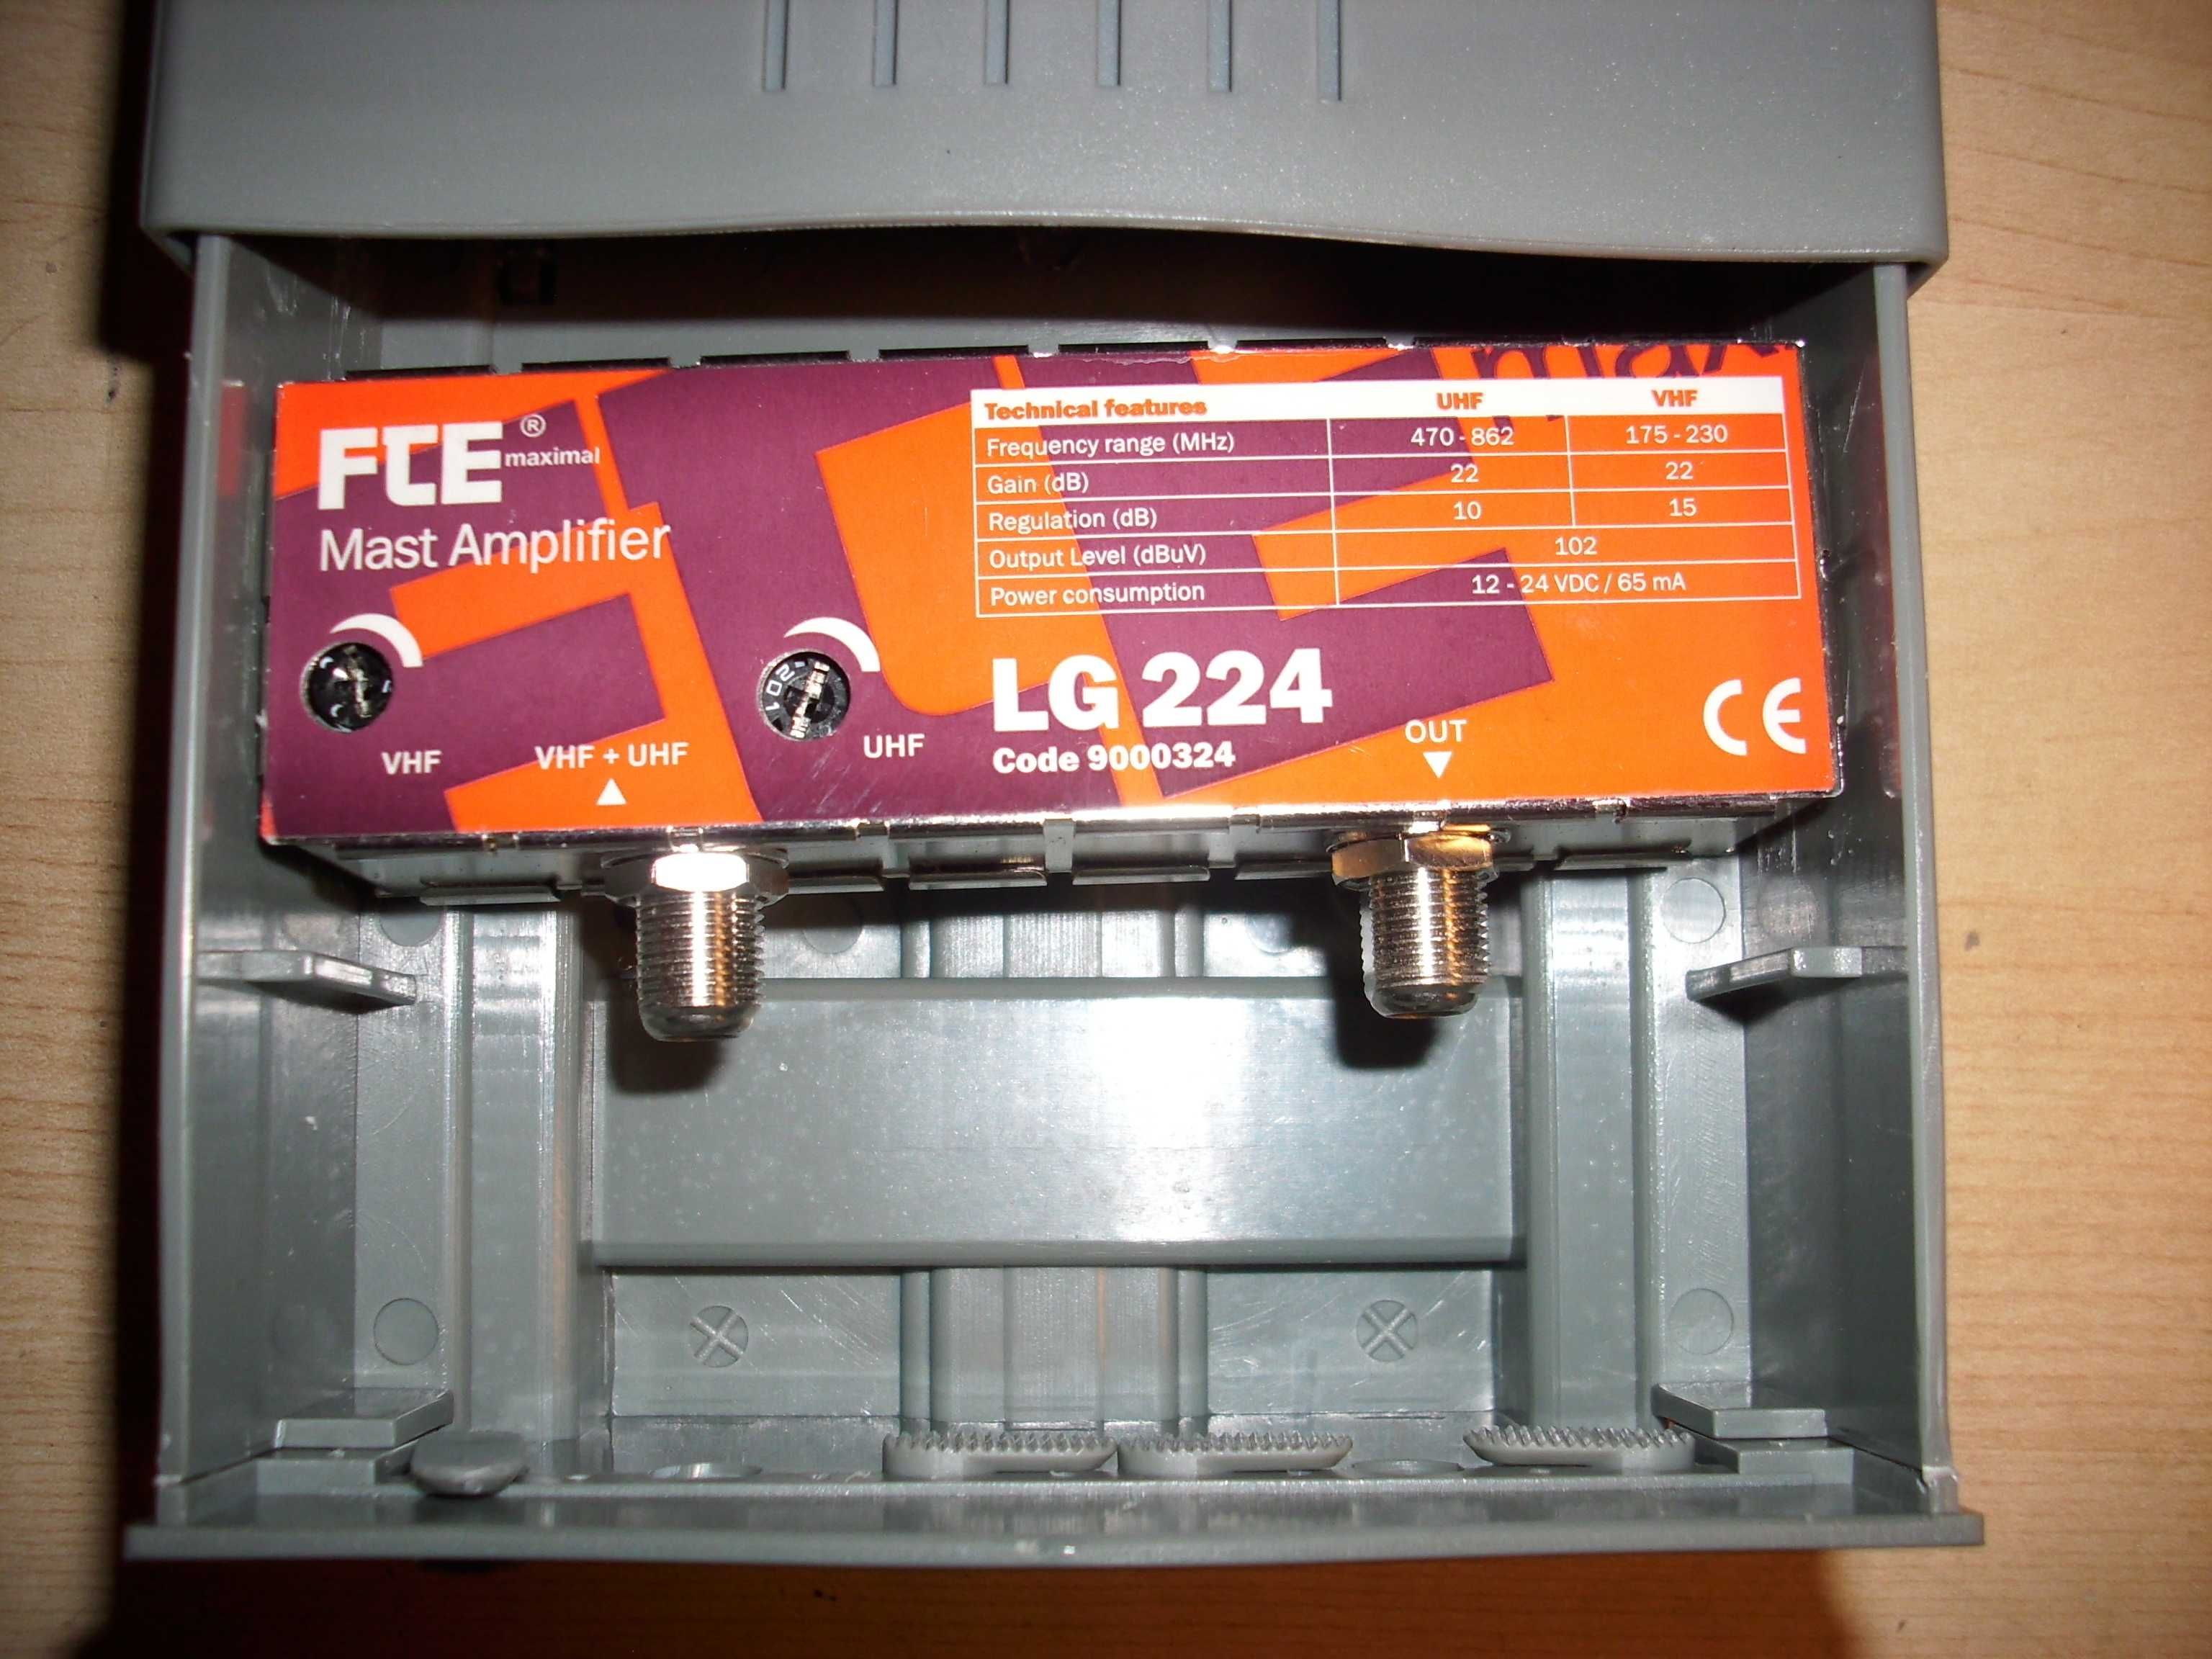 FTE ® maximal
Mast Amplifier
max
Technical features UHF VHF
Frequency range (MHz) 470 - 862 175 - 230
Gain (dB) 22 22
Regulation (dB) 10 15
Output Level (dBuV) 102
Power consumption 12 - 24 VDC / 65 mA
LG 224
Code 9000324
VHF
VHF + UHF
UHF
OUT
CE